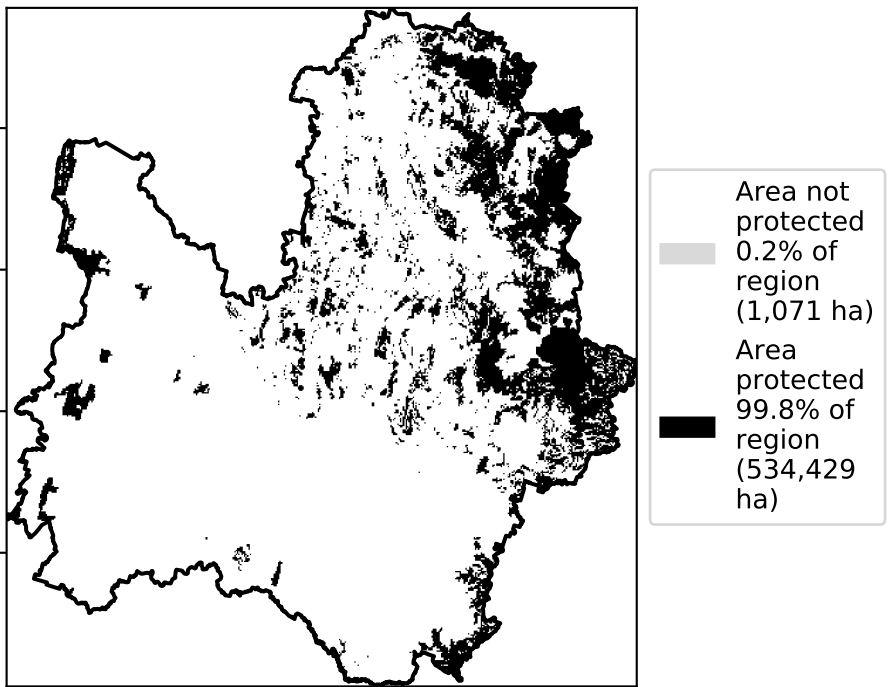 Area not
protected
0.2% of
region
(1,071 ha)
Area
protected
99.8% of
region
(534,429
ha)